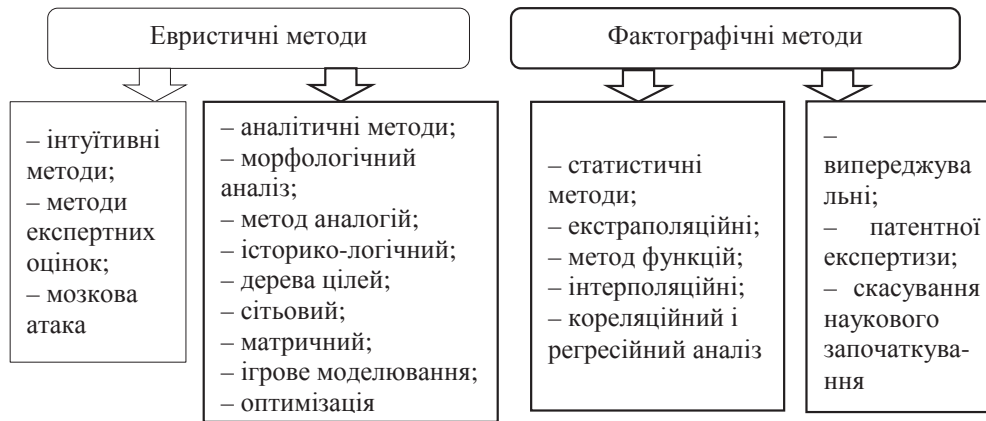 Евристичні методи
Фактографічні методи
– інтуїтивні
методи;
– методи
експертних
оцінок;
– мозкова
атака
– аналітичні методи;
– морфологічний
аналіз;
– метод аналогій;
– історико-логічний;
– дерева цілей;
– сітьовий;
– матричний;
– ігрове моделювання;
– оптимізація
– статистичні
методи;
– екстраполяційні;
– метод функцій;
– інтерполяційні;
– кореляційний і
регресійний аналіз
–
випереджува
льні;
– патентної
експертизи;
– скасування
наукового
започаткува-
ння